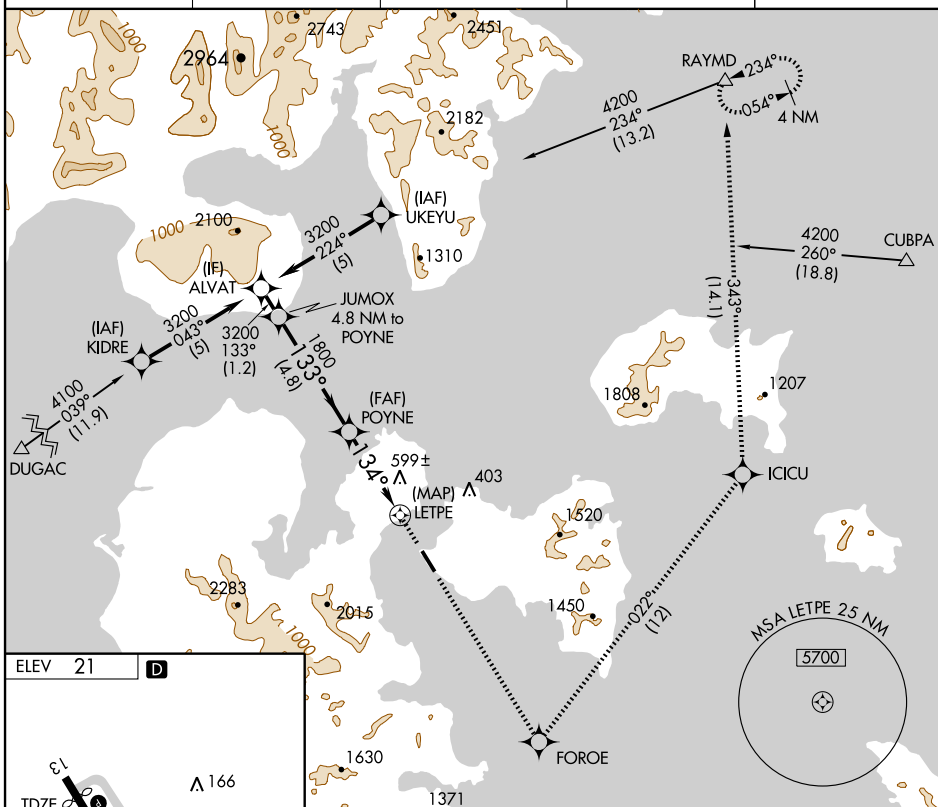 1000
2743
2451
2964
RAYMD
234°
054°
4 NM
4200
234°
(13.2)
2182
1000
1000
(IAF)
UKEYU
2100
1000
3200
224°
(5)
1310
4200
260°
(18.8)
CUBPA
(IF)
ALVAT
JUMOX
4.8 NM to
POYNE
343°
(14.1)
3200
043°
(5)
(IAF)
KIDRE
3200
133°
(1.2)
1800
133°
(4.8)
4100
039°
(11.9)
DUGAC
(FAF)
POYNE
1808
1207
134°
599±
403
(MAP)
LETPE
ICICU
1520
2283
2015
1000
1450
022°
(12)
MSA LETPE 25 NM
5700
ELEV 21 D
FOROE
1630
1371
13
166
TDZE
A